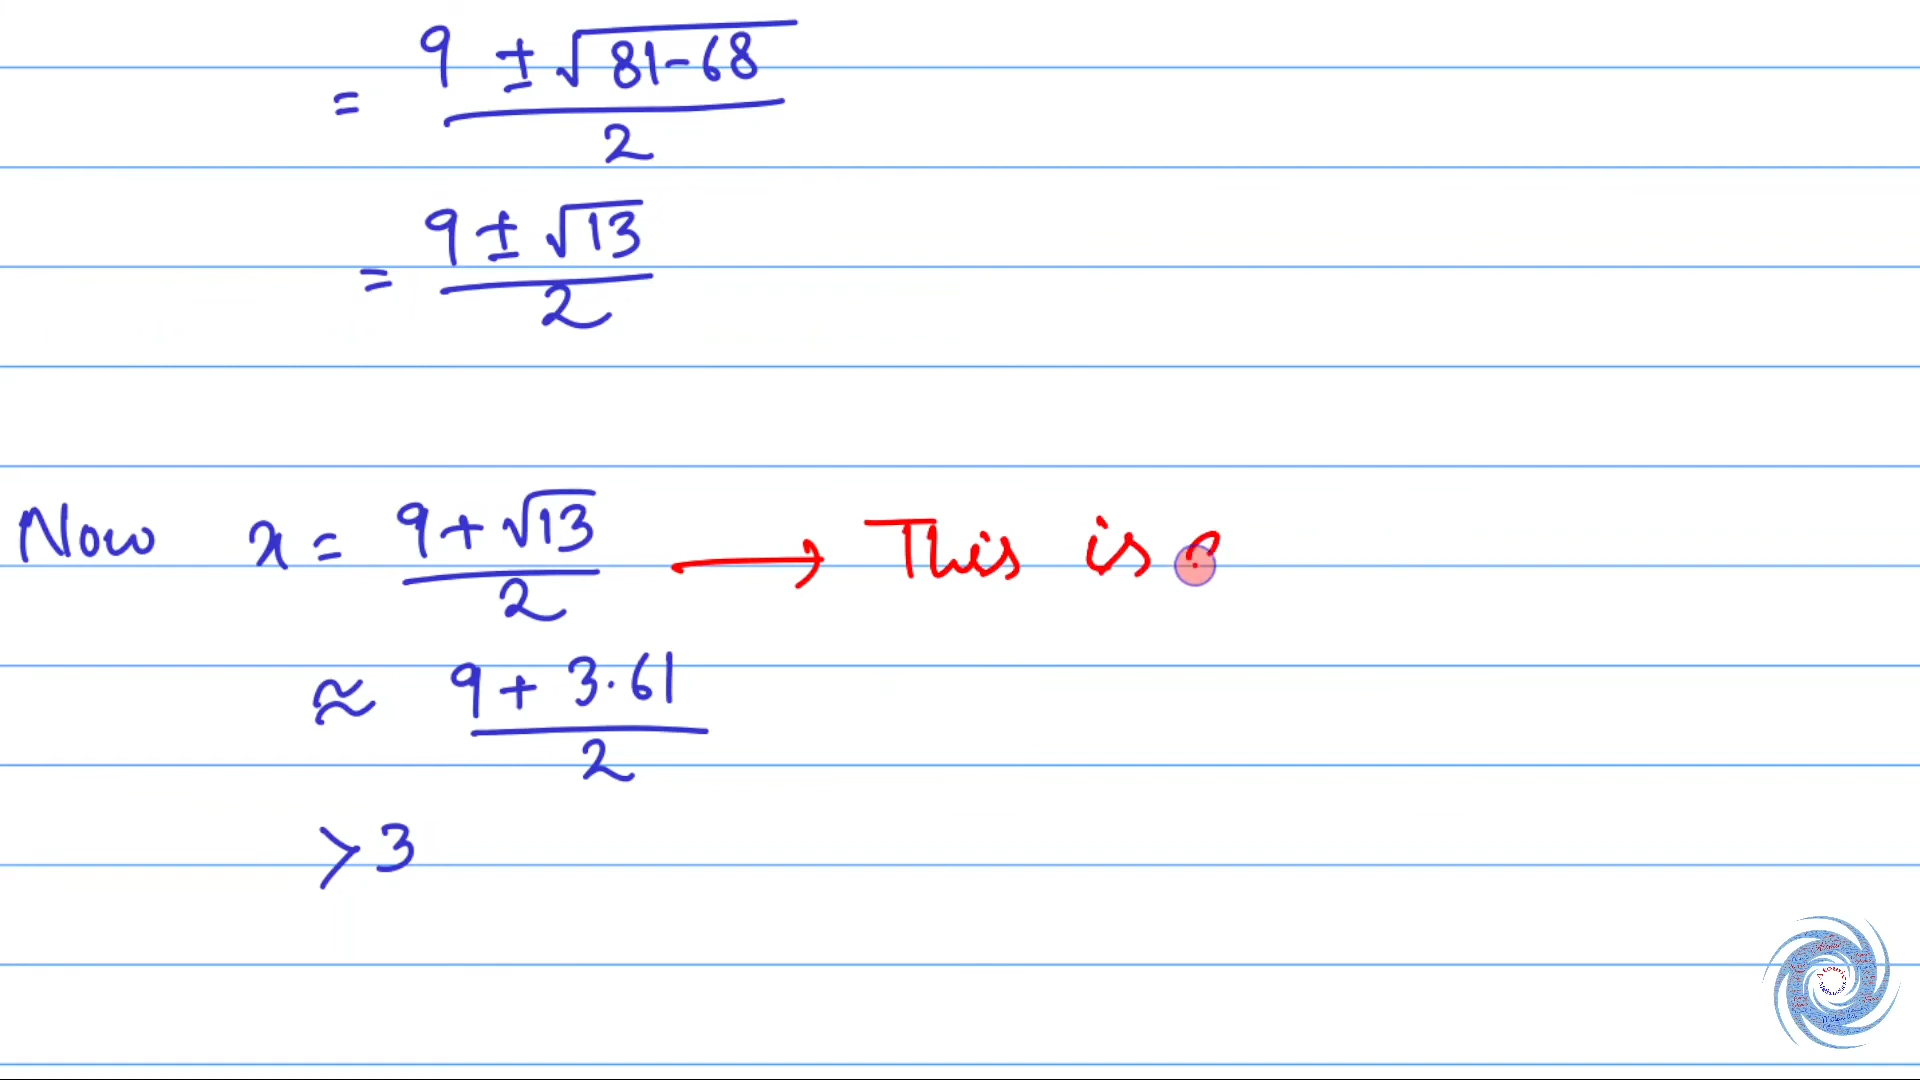 = 9 ± √81-68 / 2
= 9 ± √13 / 2
Now x = 9 + √13 / 2 → This is
≈ 9 + 3.61 / 2
> 3